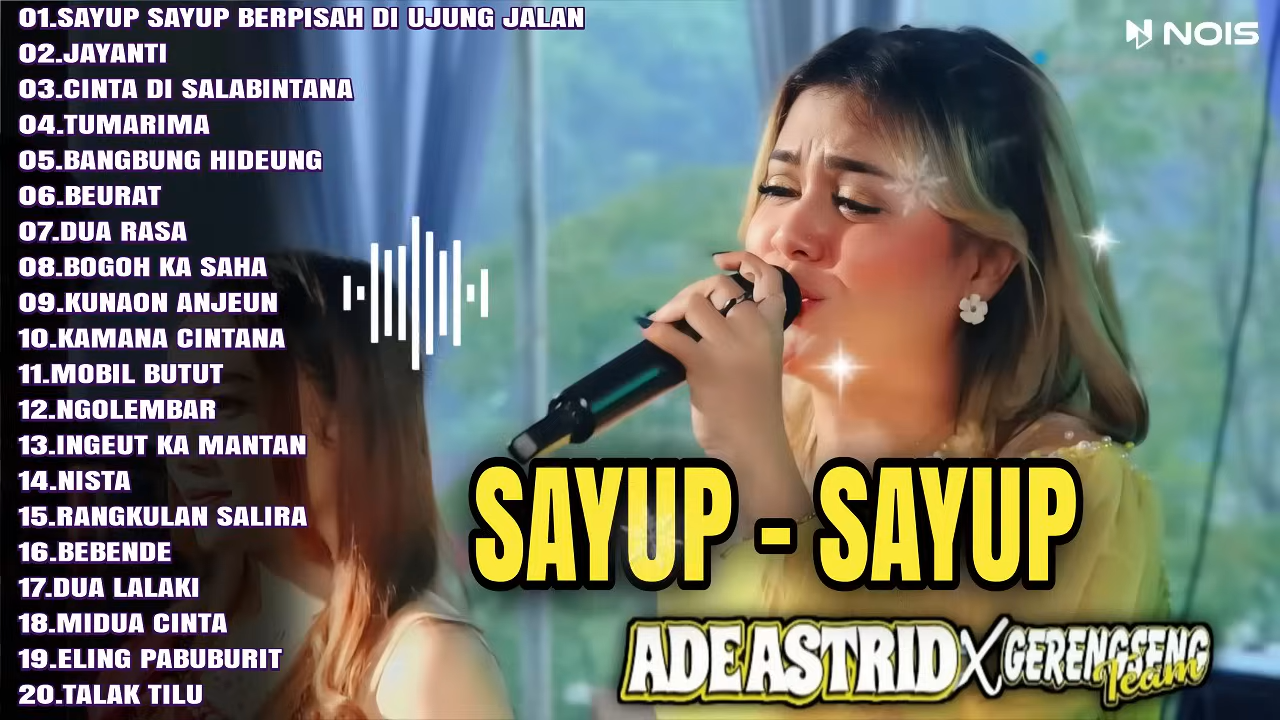 01.SAYUP SAYUP BERPISAH DI UJUNG JALAN
02.JAYANTI
03.CINTA DI SALABINTANA
04.TUMARIMA
05.BANGBUNG HIDEUNG
06.BEURAT
07.DUA RASA
08.BOGOH KA SAHA
09.KUNAON ANJEUN
10.KAMANA CINTANA
11.MOBIL BUTUT
12.NGOLEMBAR
13.INGEUT KA MANTAN
14.NISTA
15.RANGKULAN SALIRA
16.BEBENDE
17.DUA LALAKI
18.MIDUA CINTA
19.ELING PABUBURIT
20.TALAK TILU
NOIS
SAYUP - SAYUP
ADE ASTRID X GERENGSENG
Team